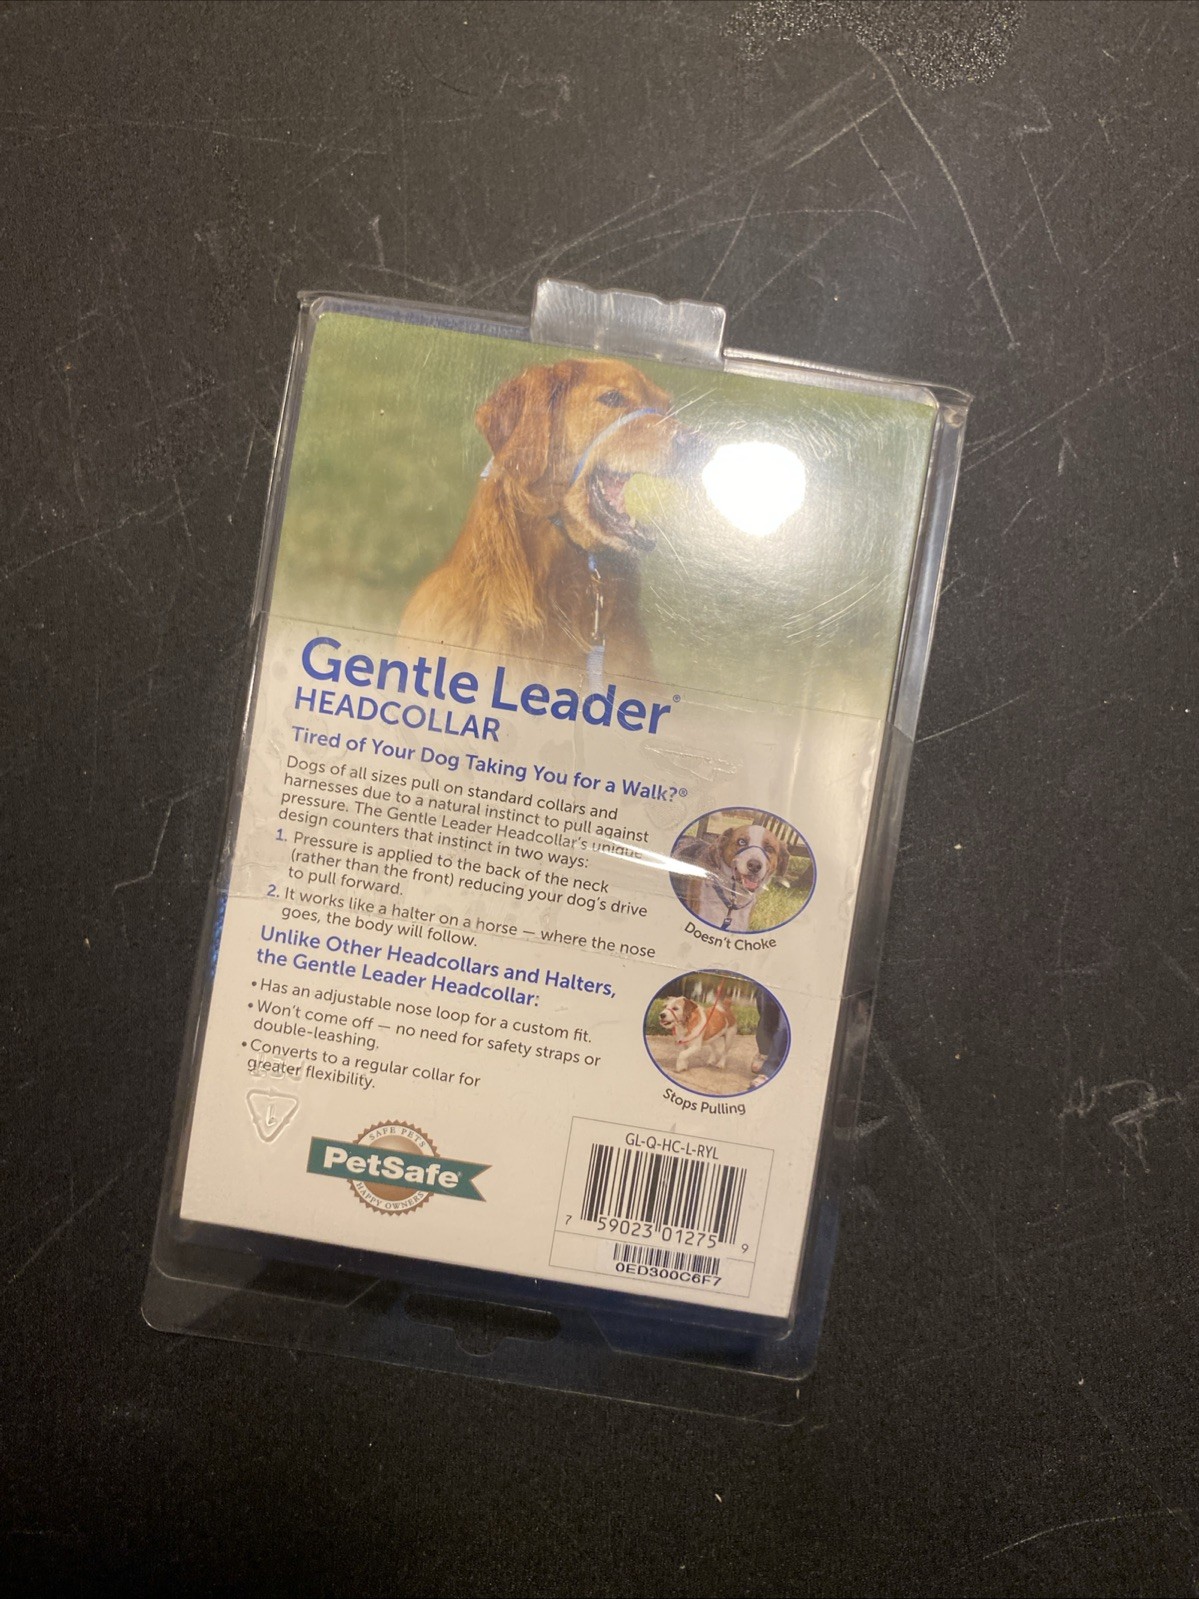 Gentle Leader®
HEADCOLLAR
Tired of Your Dog Taking You for a Walk?®
Dogs of all sizes pull on standard collars and
harnesses due to a natural instinct to pull against
pressure. The Gentle Leader Headcollar's unique
design counters that instinct in two ways:
1. Pressure is applied to the back of the neck
(rather than the front) reducing your dog's drive
to pull forward.
2. It works like a halter on a horse — where the nose
goes, the body will follow.
Unlike Other Headcollars and Halters,
the Gentle Leader Headcollar:
• Has an adjustable nose loop for a custom fit.
• Won't come off — no need for safety straps or
double-leashing.
• Converts to a regular collar for
greater flexibility.
Doesn't Choke
Stops Pulling
1
SAFE PETS
PetSafe®
HAPPY OWNERS
GL-Q-HC-L-RYL
7 59023 01275 9
0ED300C6F7